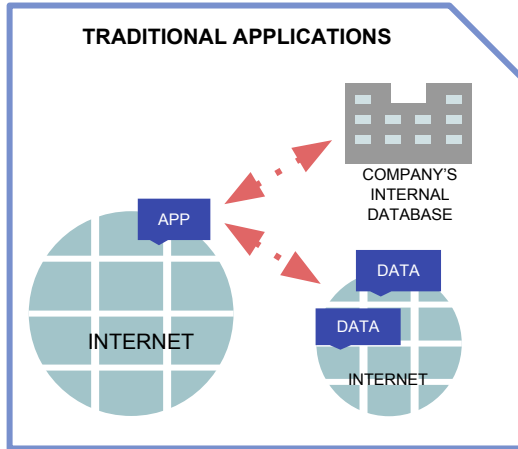 TRADITIONAL APPLICATIONS
COMPANY'S
INTERNAL
DATABASE
APP
INTERNET
DATA
DATA
INTERNET